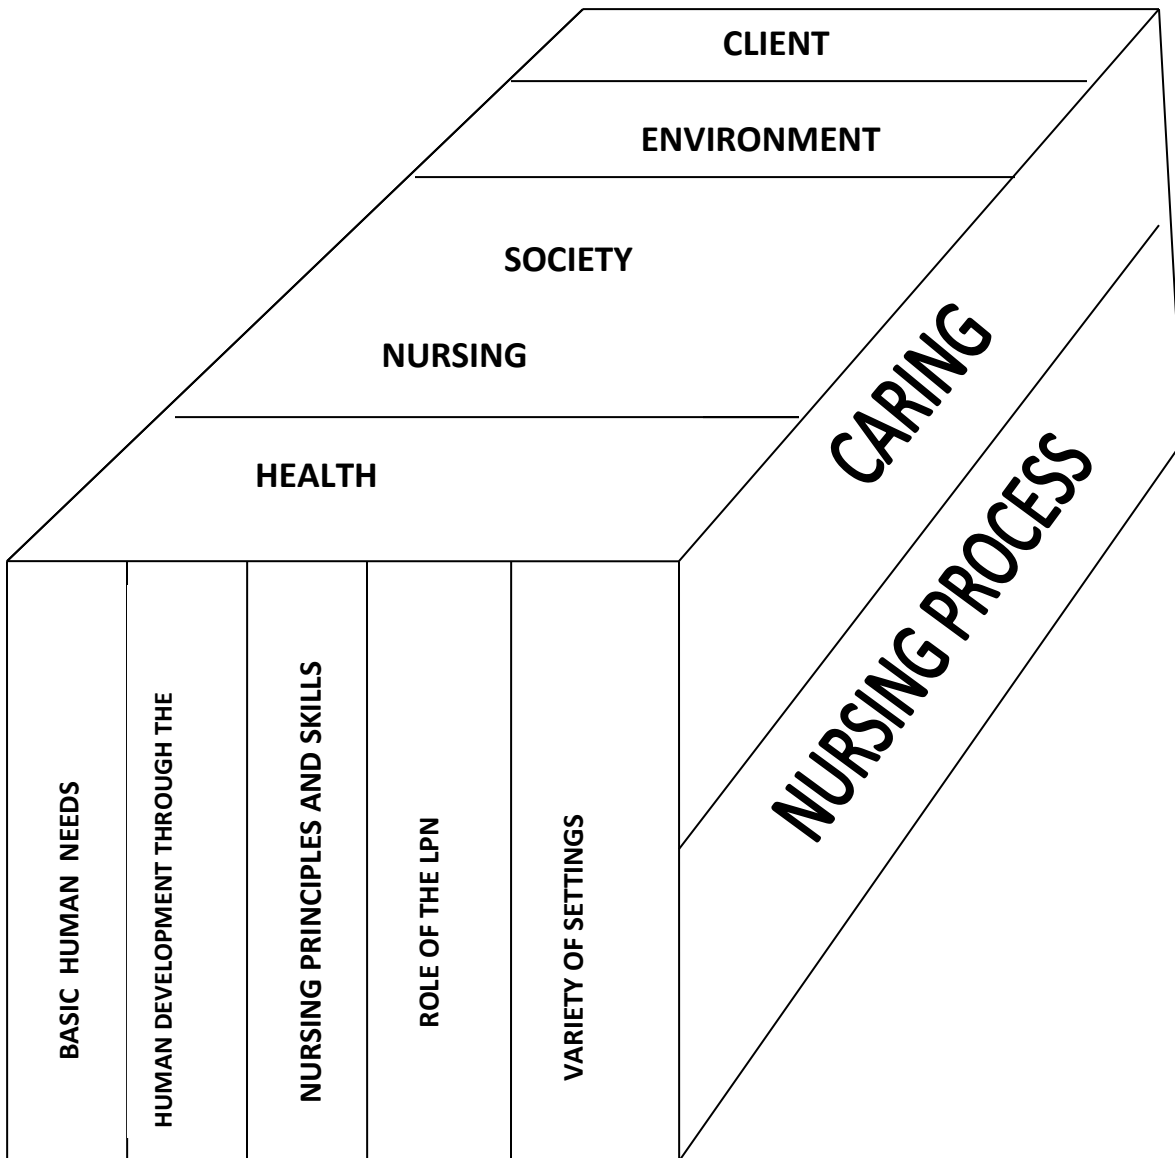 CLIENT
ENVIRONMENT
SOCIETY
NURSING
HEALTH
CARING
NURSING PROCESS
BASIC HUMAN NEEDS
HUMAN DEVELOPMENT THROUGH THE
NURSING PRINCIPLES AND SKILLS
ROLE OF THE LPN
VARIETY OF SETTINGS